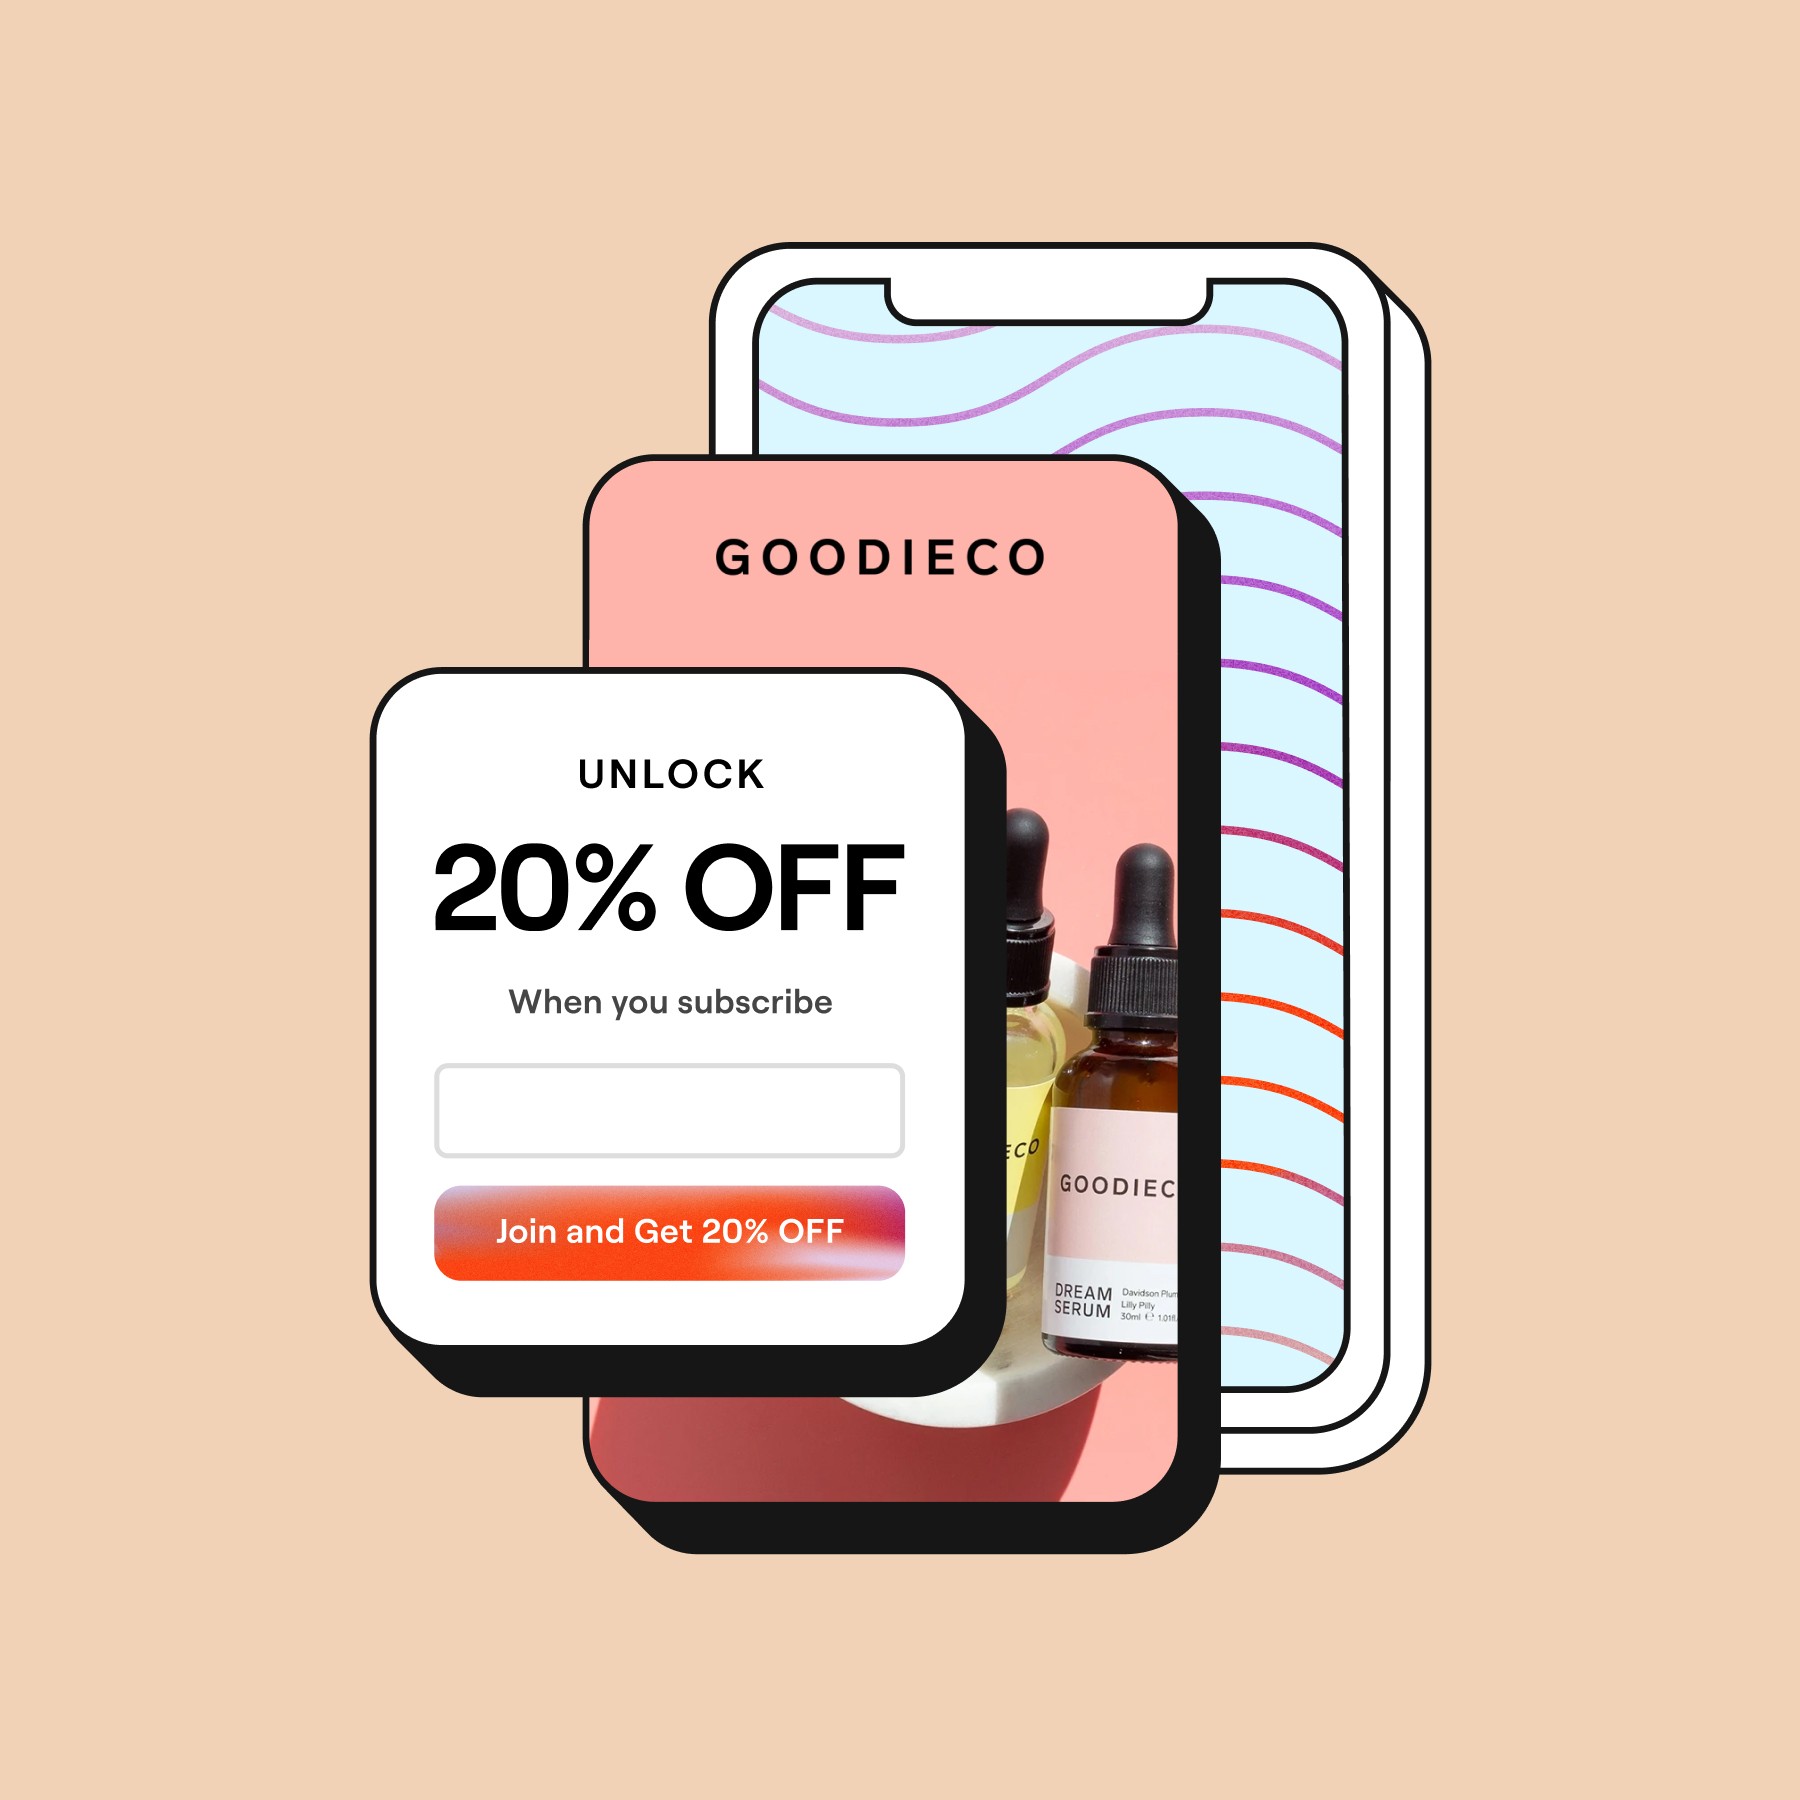 GOODIECO
UNLOCK
20% OFF
When you subscribe
Join and Get 20% OFF
ECO
GOODIEC
DREAM
SERUM
Davidson Plum
Lilly Pilly
30ml ℮ 1.01fl